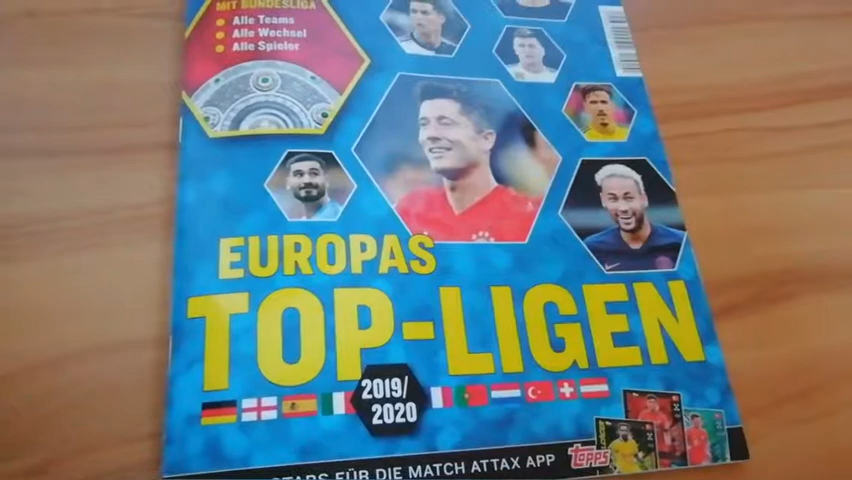 MIT BUNDESLIGA
Alle Teams
Alle Wechsel
Alle Spieler
EUROPAS
TOP-LIGEN
2019/
2020
FÜR DIE MATCH ATTAX APP
topps